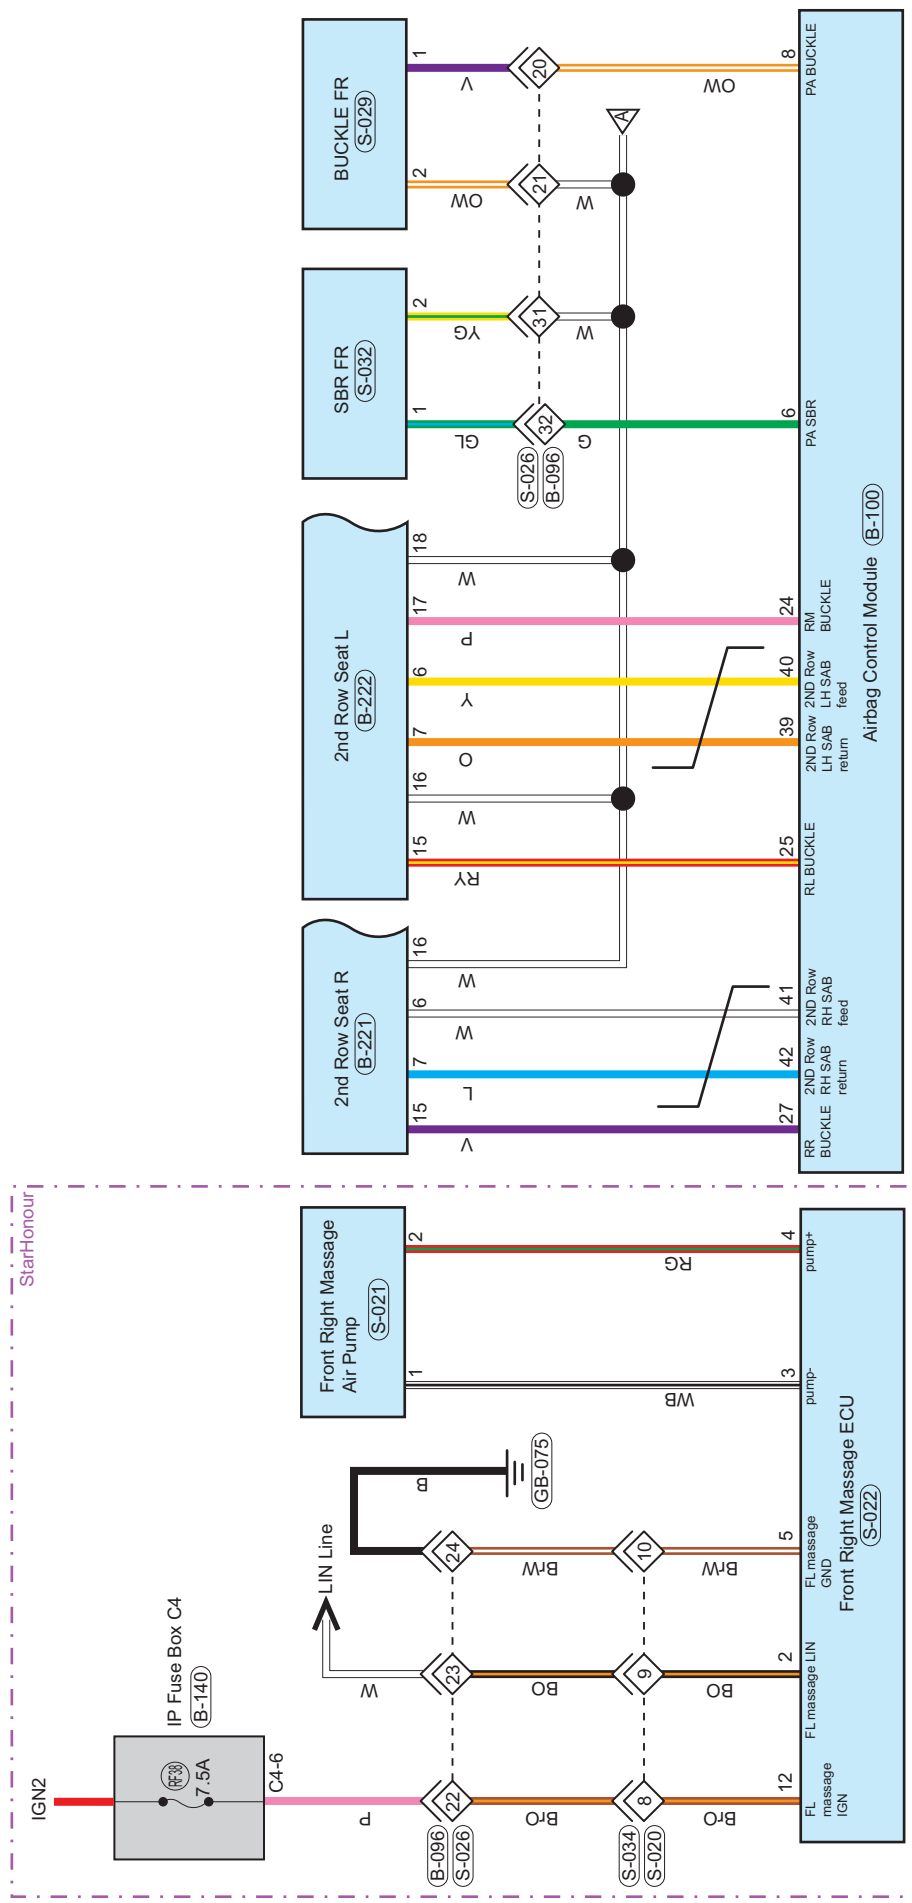 StarHonour
IGN2
IP Fuse Box C4
B-140
RF38
7.5A
C4-6
P
B-096
S-026
22
23
24
BrO
BO
BrW
S-034
S-020
8
9
10
BrO
BO
BrW
W
LIN Line
B
GB-075
Front Right Massage
Air Pump
S-021
1
2
WB
RG
12
2
5
3
4
FL
massage
IGN
FL massage LIN
FL massage
GND
pump-
pump+
Front Right Massage ECU
S-022
2nd Row Seat R
B-221
15
7
6
16
V
L
W
W
2nd Row Seat L
B-222
15
16
7
6
17
18
RY
W
O
Y
P
W
SBR FR
S-032
1
2
GL
YG
BUCKLE FR
S-029
2
1
OW
V
S-026
B-096
32
31
21
20
G
W
W
OW
A
27
42
41
25
39
40
24
6
8
RR
BUCKLE
2ND Row
RH SAB
return
2ND Row
RH SAB
feed
RL BUCKLE
2ND Row
LH SAB
return
2ND Row
LH SAB
feed
RM
BUCKLE
PA SBR
PA BUCKLE
Airbag Control Module
B-100